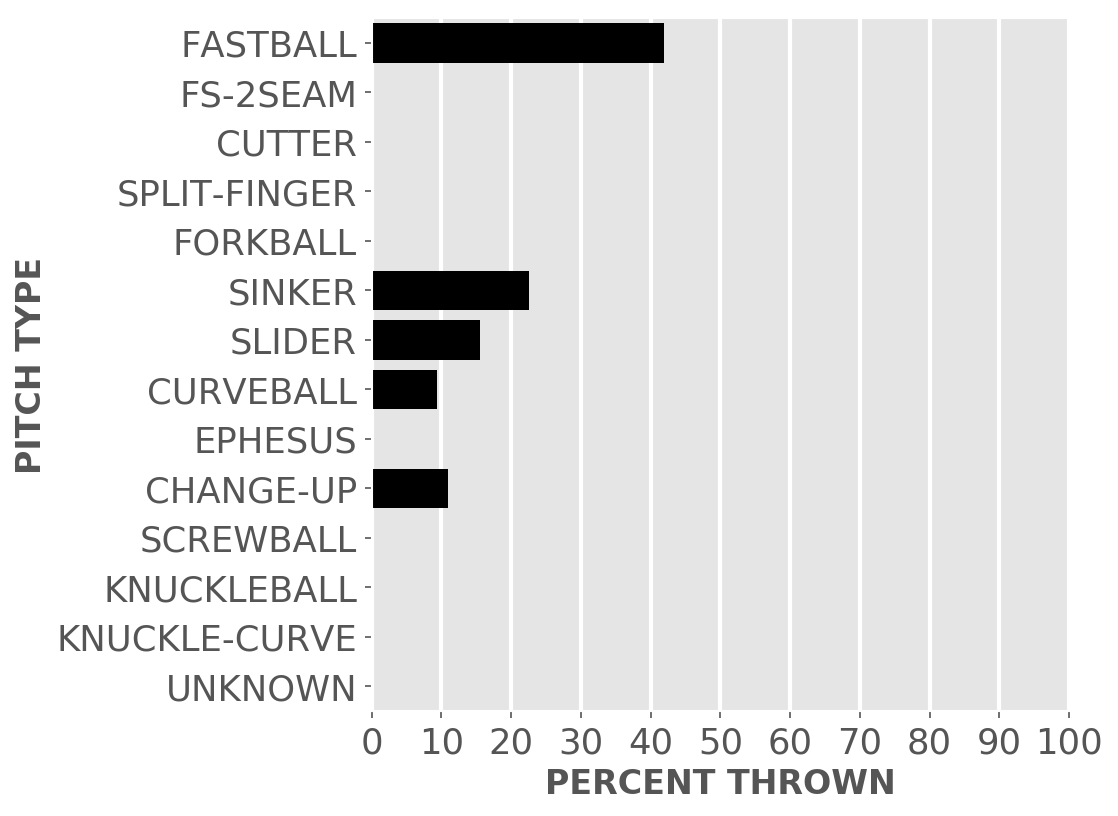 FASTBALL
FS-2SEAM
CUTTER
SPLIT-FINGER
FORKBALL
SINKER
SLIDER
CURVEBALL
EPHESUS
CHANGE-UP
SCREWBALL
KNUCKLEBALL
KNUCKLE-CURVE
UNKNOWN
PITCH TYPE
0 10 20 30 40 50 60 70 80 90 100
PERCENT THROWN